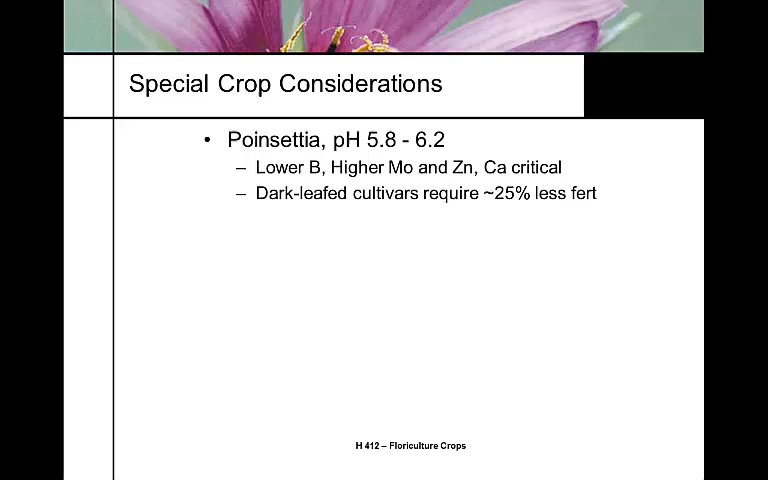 Special Crop Considerations
• Poinsettia, pH 5.8 - 6.2
– Lower B, Higher Mo and Zn, Ca critical
– Dark-leafed cultivars require ~25% less fert
H 412 – Floriculture Crops